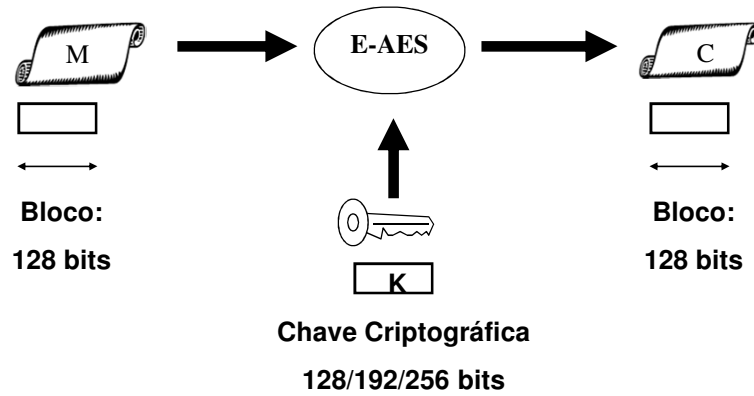 M
E-AES
C
Bloco:
128 bits
Bloco:
128 bits
K
Chave Criptográfica
128/192/256 bits